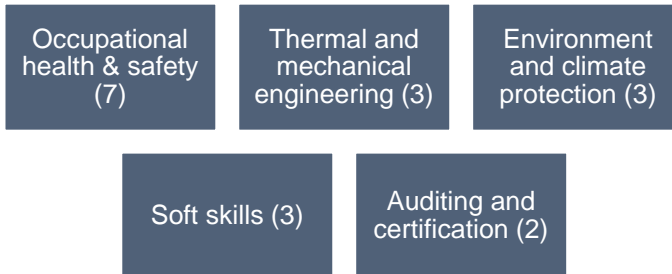 Occupational
health & safety
(7)
Thermal and
mechanical
engineering (3)
Environment
and climate
protection (3)
Soft skills (3)
Auditing and
certification (2)